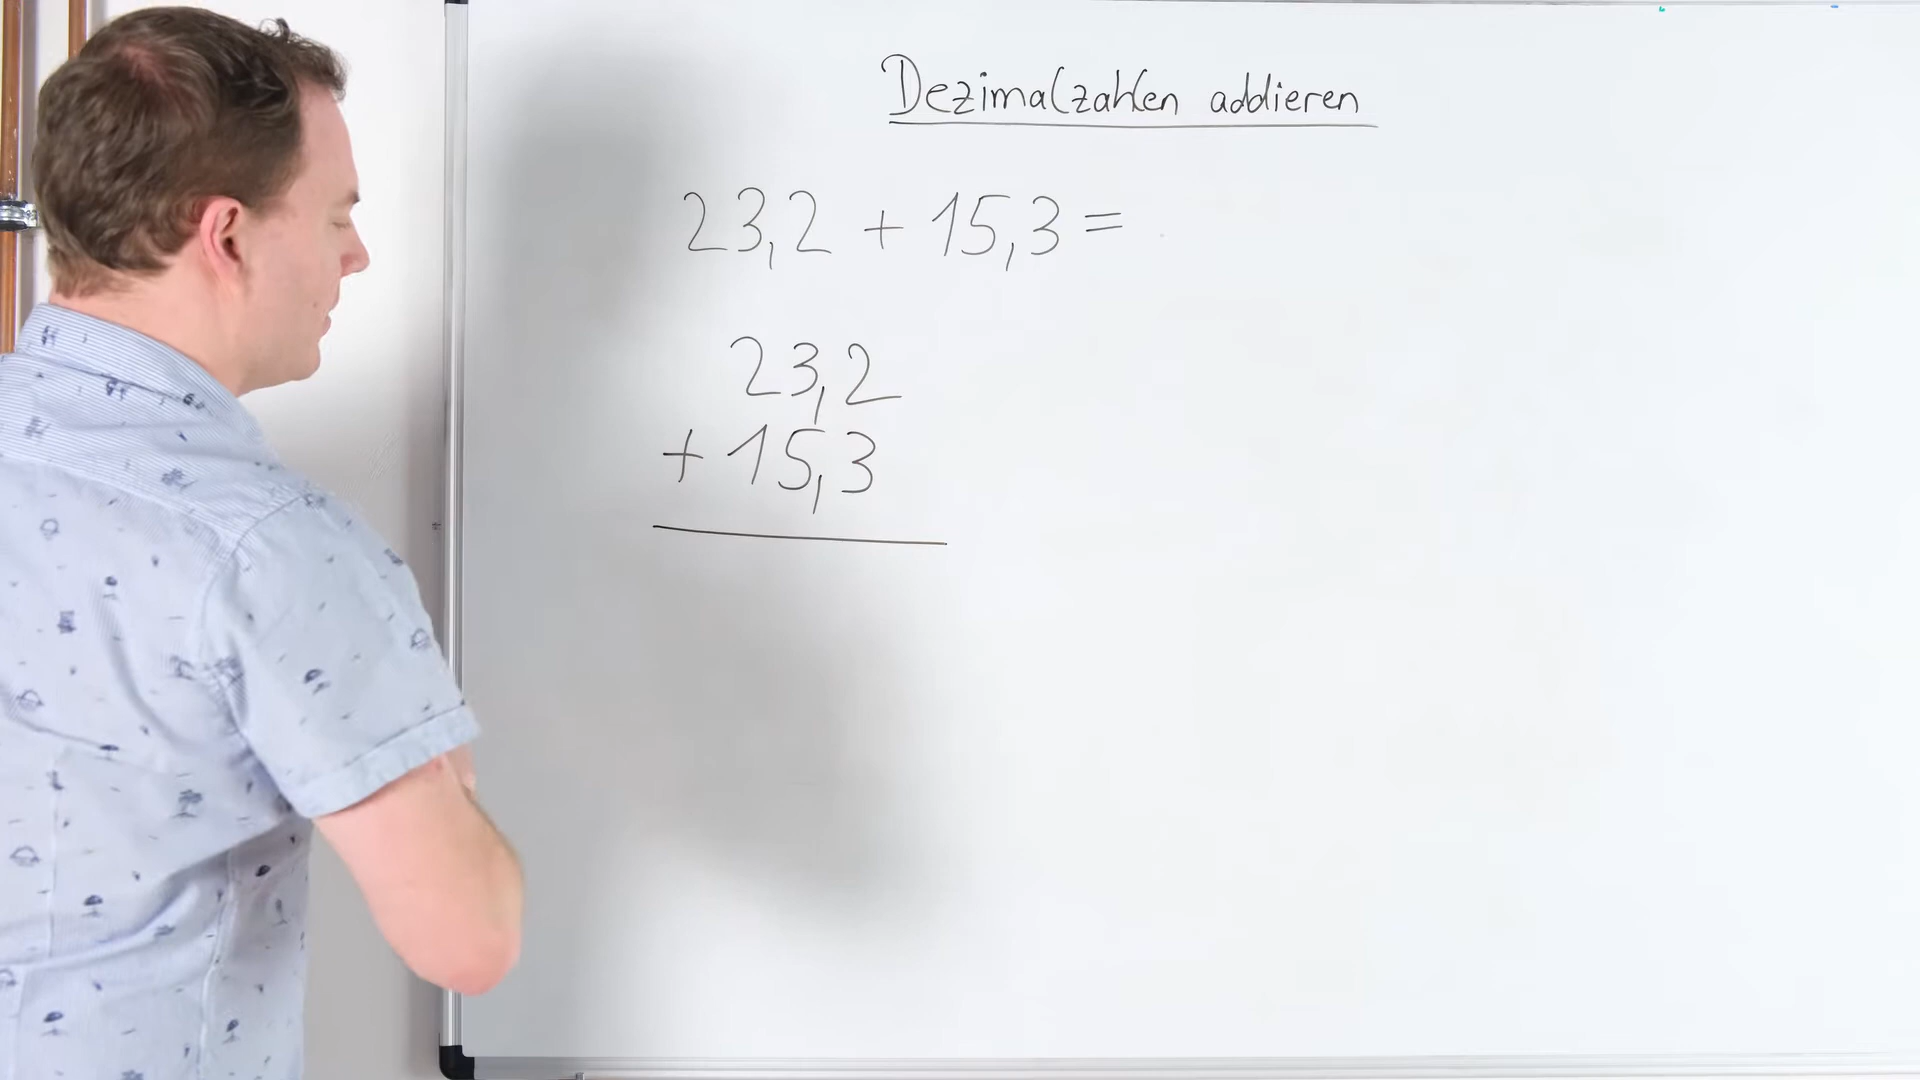 Dezimalzahlen addieren
23,2 + 15,3 =
23,2
+ 15,3